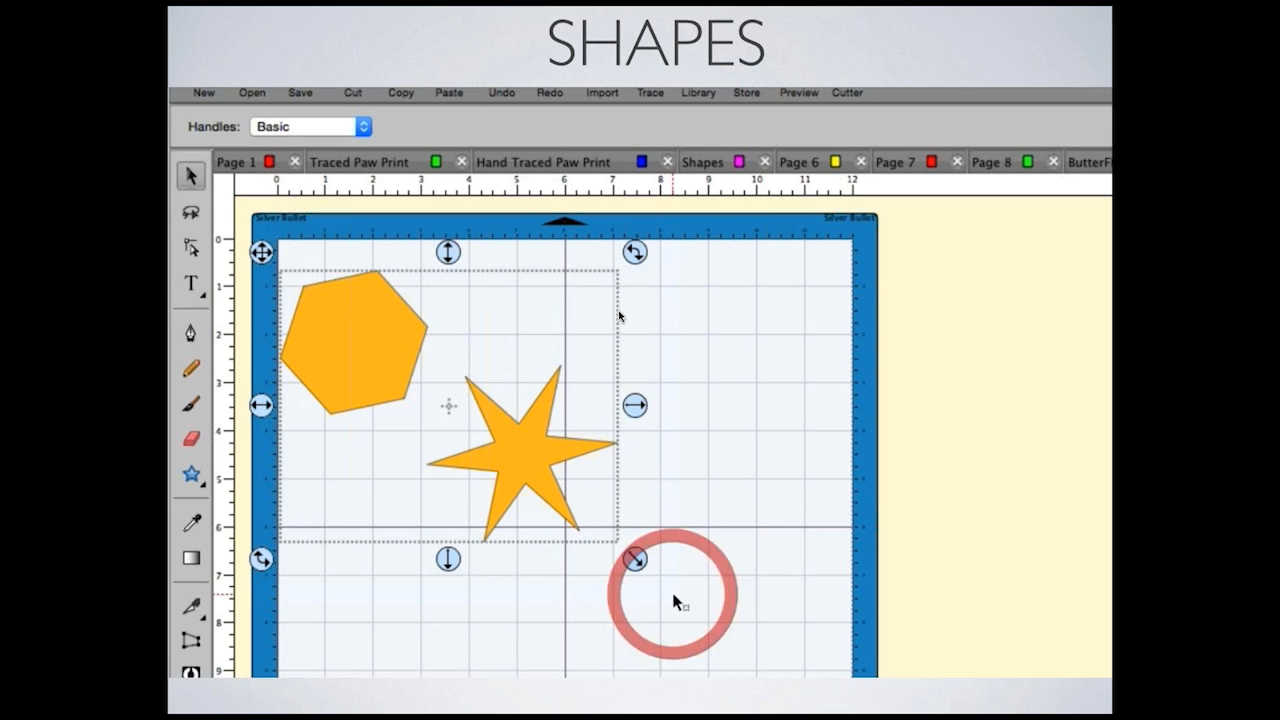 SHAPES
New Open Save Cut Copy Paste Undo Redo Import Trace Library Store Preview Cutter
Handles: Basic
Page 1 Traced Paw Print Hand Traced Paw Print Shapes Page 6 Page 7 Page 8 ButterFl
0 1 2 3 4 5 6 7 8 9 10 11 12
Silver Bullet Silver Bullet
0
1
2
T
3
4
5
6
7
8
9